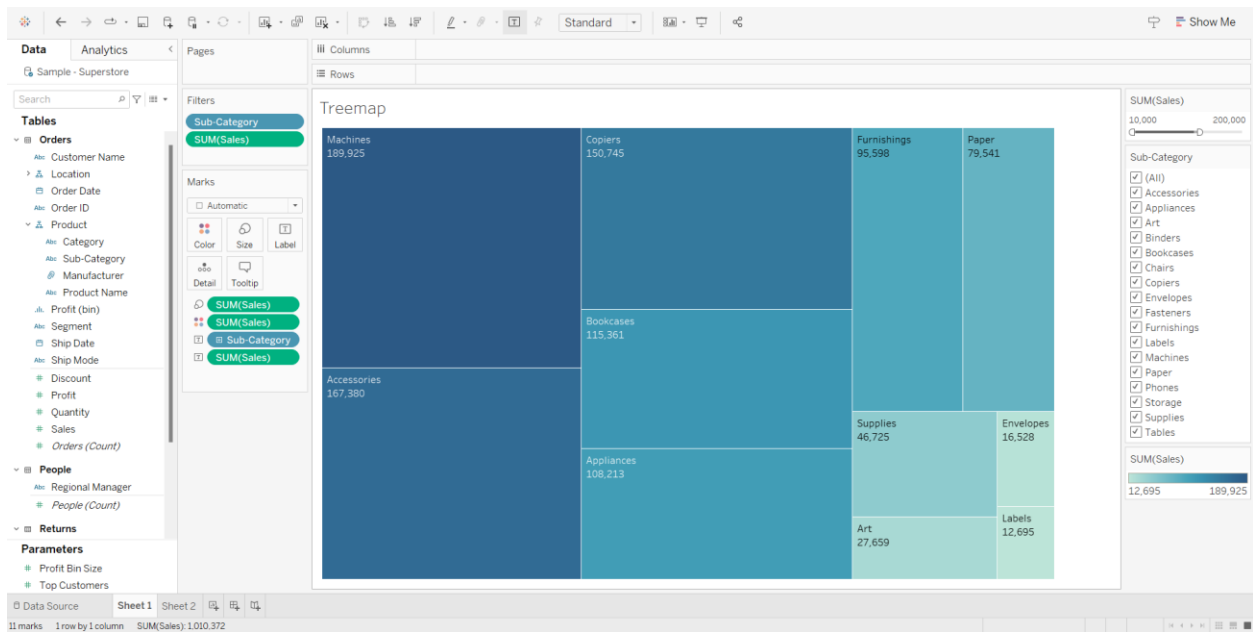 Standard
Show Me
Data
Analytics
Sample - Superstore
Search
Tables
Orders
Abc Customer Name
Location
Order Date
Abc Order ID
Product
Abc Category
Abc Sub-Category
Manufacturer
Abc Product Name
Profit (bin)
Abc Segment
Ship Date
Abc Ship Mode
# Discount
# Profit
# Quantity
# Sales
# Orders (Count)
People
Abc Regional Manager
# People (Count)
Returns
Parameters
# Profit Bin Size
# Top Customers
Pages
Filters
Sub-Category
SUM(Sales)
Marks
Automatic
Color
Size
Label
Detail
Tooltip
SUM(Sales)
SUM(Sales)
Sub-Category
SUM(Sales)
Columns
Rows
Treemap
Machines
189,925
Accessories
167,380
Copiers
150,745
Bookcases
115,361
Appliances
108,213
Furnishings
95,598
Paper
79,541
Supplies
46,725
Envelopes
16,528
Art
27,659
Labels
12,695
SUM(Sales)
10,000 200,000
Sub-Category
(All)
Accessories
Appliances
Art
Binders
Bookcases
Chairs
Copiers
Envelopes
Fasteners
Furnishings
Labels
Machines
Paper
Phones
Storage
Supplies
Tables
SUM(Sales)
12,695 189,925
Data Source
Sheet 1
Sheet 2
11 marks 1 row by 1 column SUM(Sales): 1.010.372